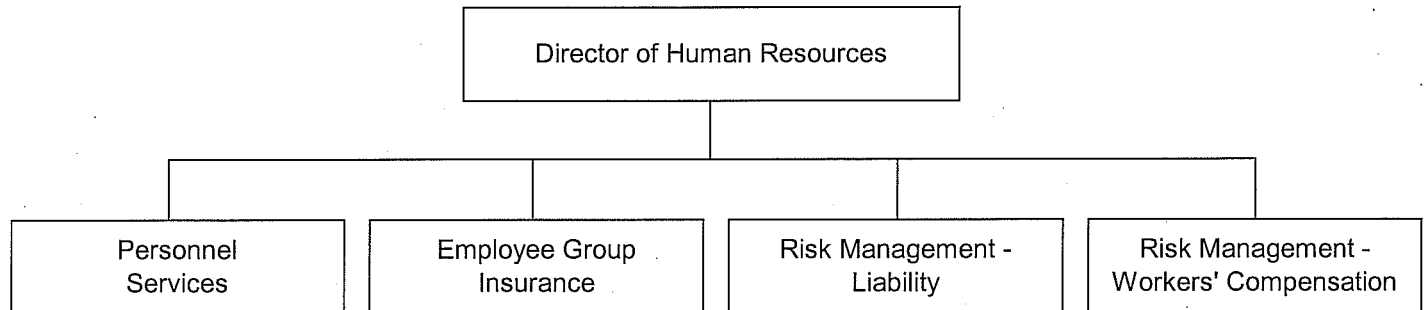 Director of Human Resources
Personnel
Services
Employee Group
Insurance
Risk Management -
Liability
Risk Management -
Workers' Compensation